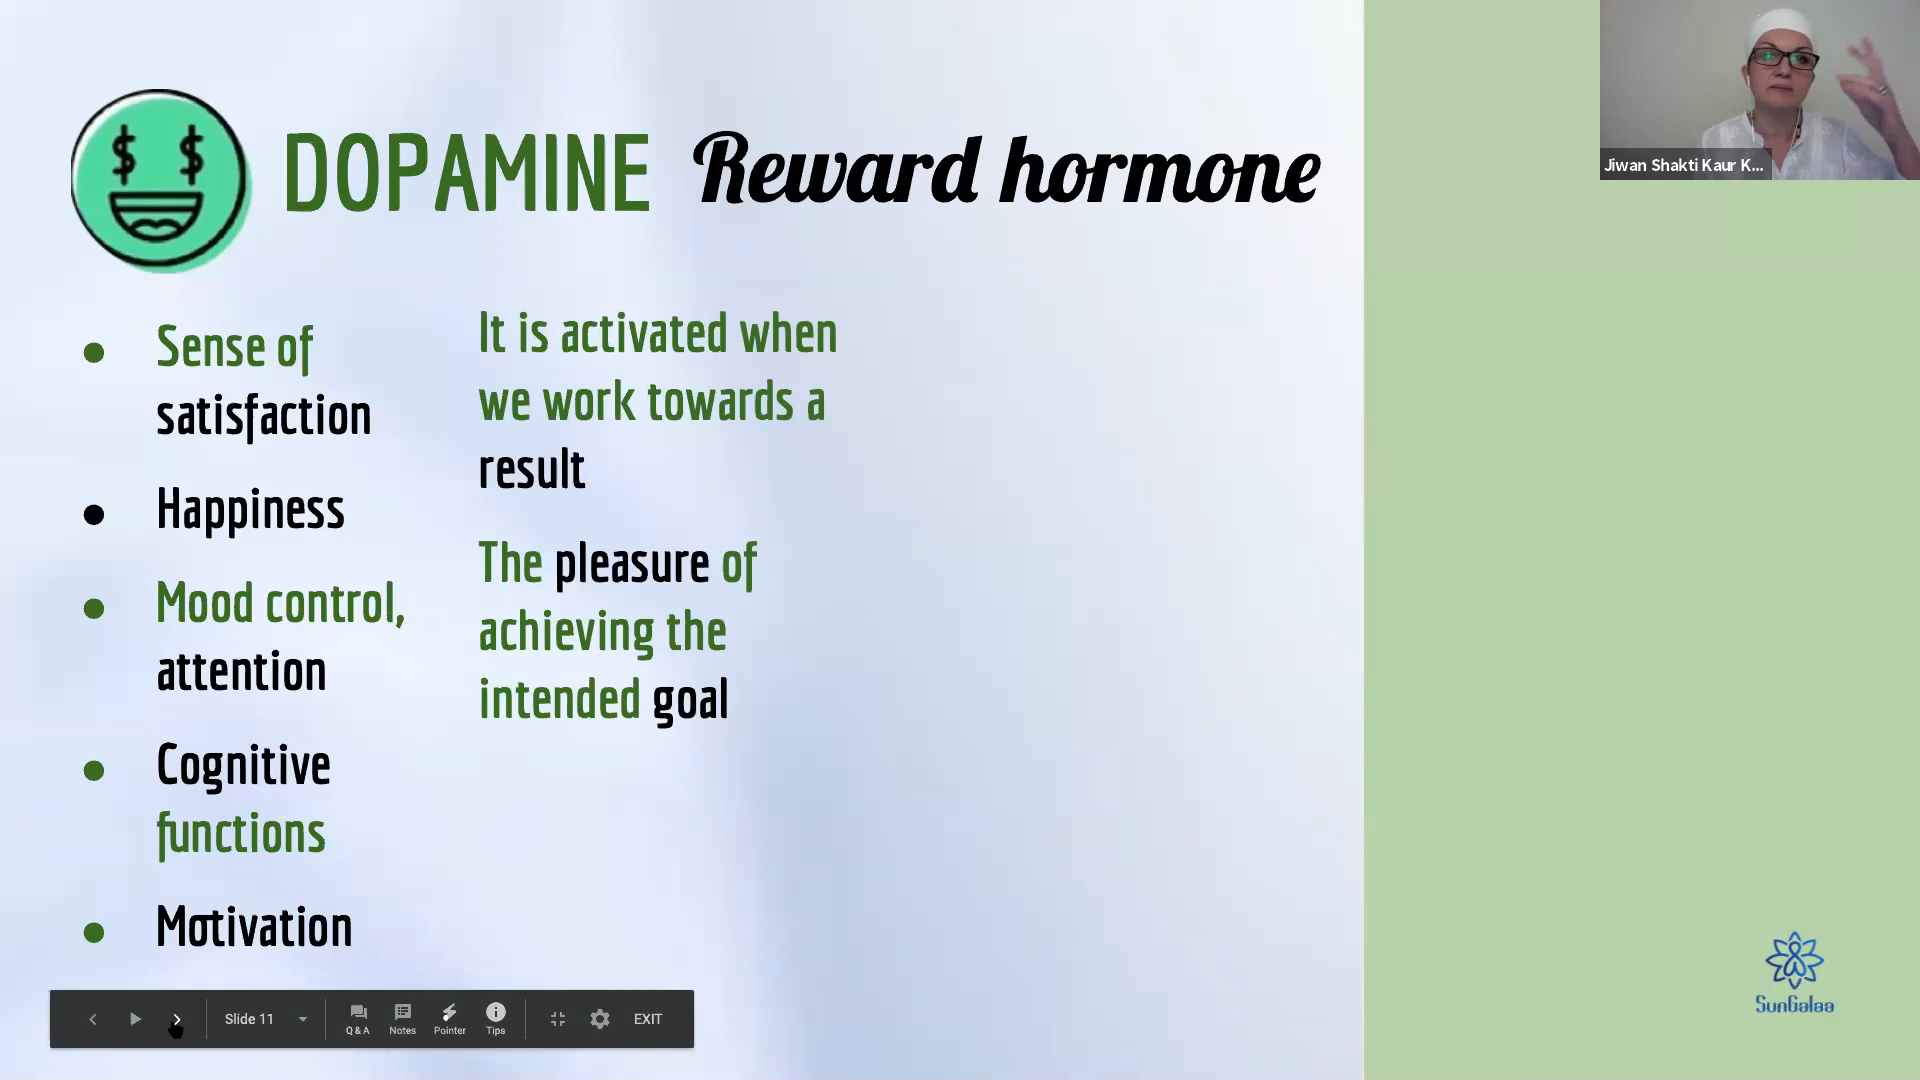 DOPAMINE Reward hormone
Jiwan Shakti Kaur K...
Sense of
satisfaction
Happiness
Mood control,
attention
Cognitive
functions
Motivation
It is activated when
we work towards a
result
The pleasure of
achieving the
intended goal
SunGalaa
Slide 11
Q & A
Notes
Pointer
Tips
EXIT